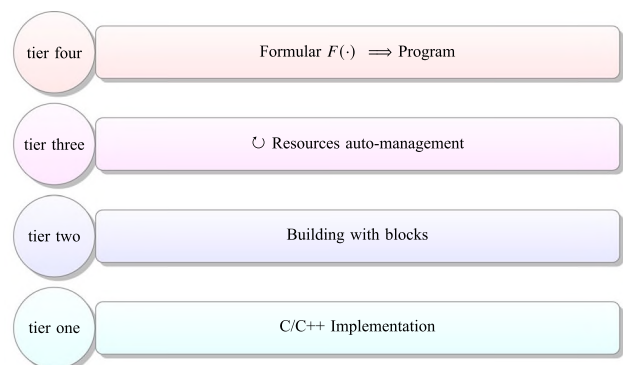 tier four Formular F(·) ⟹ Program
tier three ↻ Resources auto-management
tier two Building with blocks
tier one C/C++ Implementation